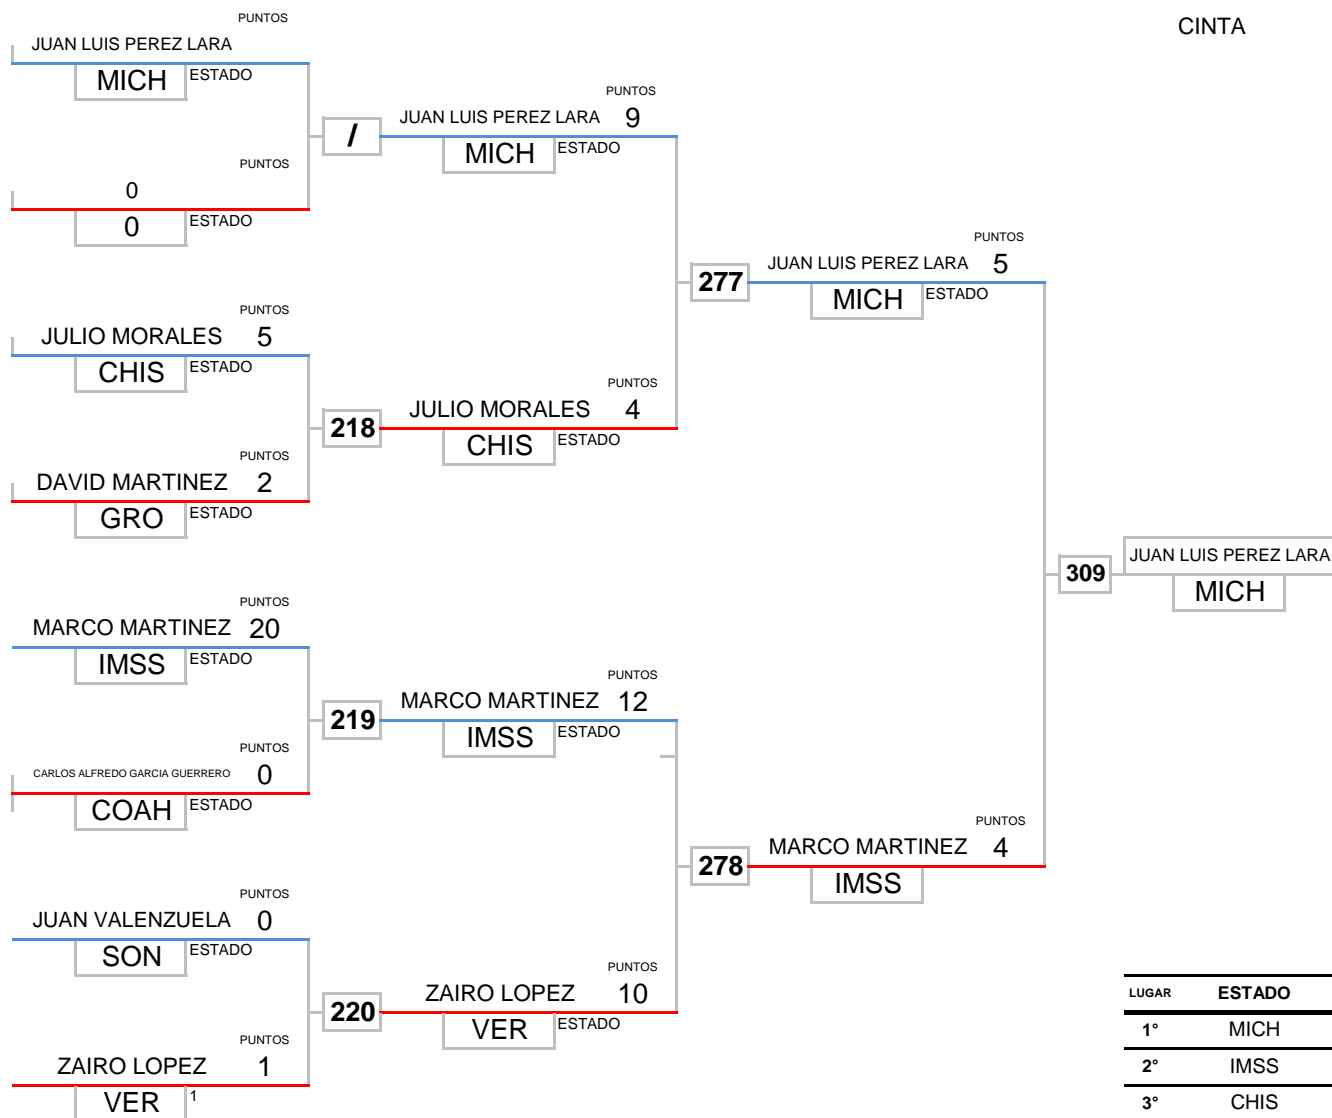 PUNTOS
CINTA
JUAN LUIS PEREZ LARA
MICH ESTADO
PUNTOS
JUAN LUIS PEREZ LARA 9
/
MICH ESTADO
PUNTOS
0
0 ESTADO
PUNTOS
JUAN LUIS PEREZ LARA 5
277
MICH ESTADO
PUNTOS
JULIO MORALES 5
CHIS ESTADO
PUNTOS
JULIO MORALES 4
218
CHIS ESTADO
PUNTOS
DAVID MARTINEZ 2
GRO ESTADO
JUAN LUIS PEREZ LARA
309
MICH
PUNTOS
MARCO MARTINEZ 20
IMSS ESTADO
PUNTOS
MARCO MARTINEZ 12
219
IMSS ESTADO
PUNTOS
CARLOS ALFREDO GARCIA GUERRERO 0
COAH ESTADO
PUNTOS
MARCO MARTINEZ 4
278
IMSS
PUNTOS
JUAN VALENZUELA 0
SON ESTADO
PUNTOS
ZAIRO LOPEZ 10
220
VER ESTADO
PUNTOS
ZAIRO LOPEZ 1
VER 1
LUGAR ESTADO
1° MICH
2° IMSS
3° CHIS